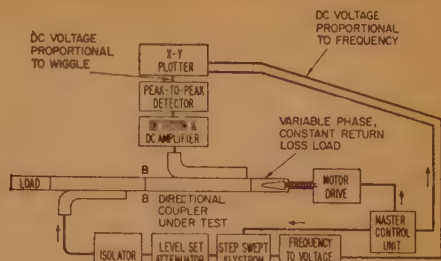 DC VOLTAGE
PROPORTIONAL
TO WIGGLE
X-Y
PLOTTER
DC VOLTAGE
PROPORTIONAL
TO FREQUENCY
PEAK-TO-PEAK
DETECTOR
DC AMPLIFIER
VARIABLE PHASE,
CONSTANT RETURN
LOSS LOAD
B
LOAD
MOTOR
DRIVE
B
DIRECTIONAL
COUPLER
UNDER TEST
MASTER
CONTROL
UNIT
ISOLATOR
LEVEL SET
ATTENUATOR
STEP SWEPT
KLYSTRON
FREQUENCY
TO VOLTAGE